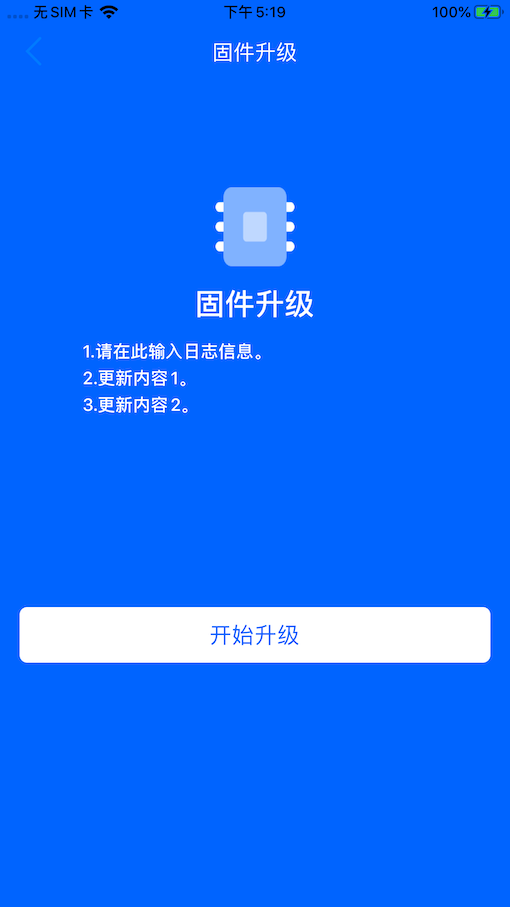 无SIM卡 下午5:19 100%
固件升级
固件升级
1.请在此输入日志信息。
2.更新内容1。
3.更新内容2。
开始升级